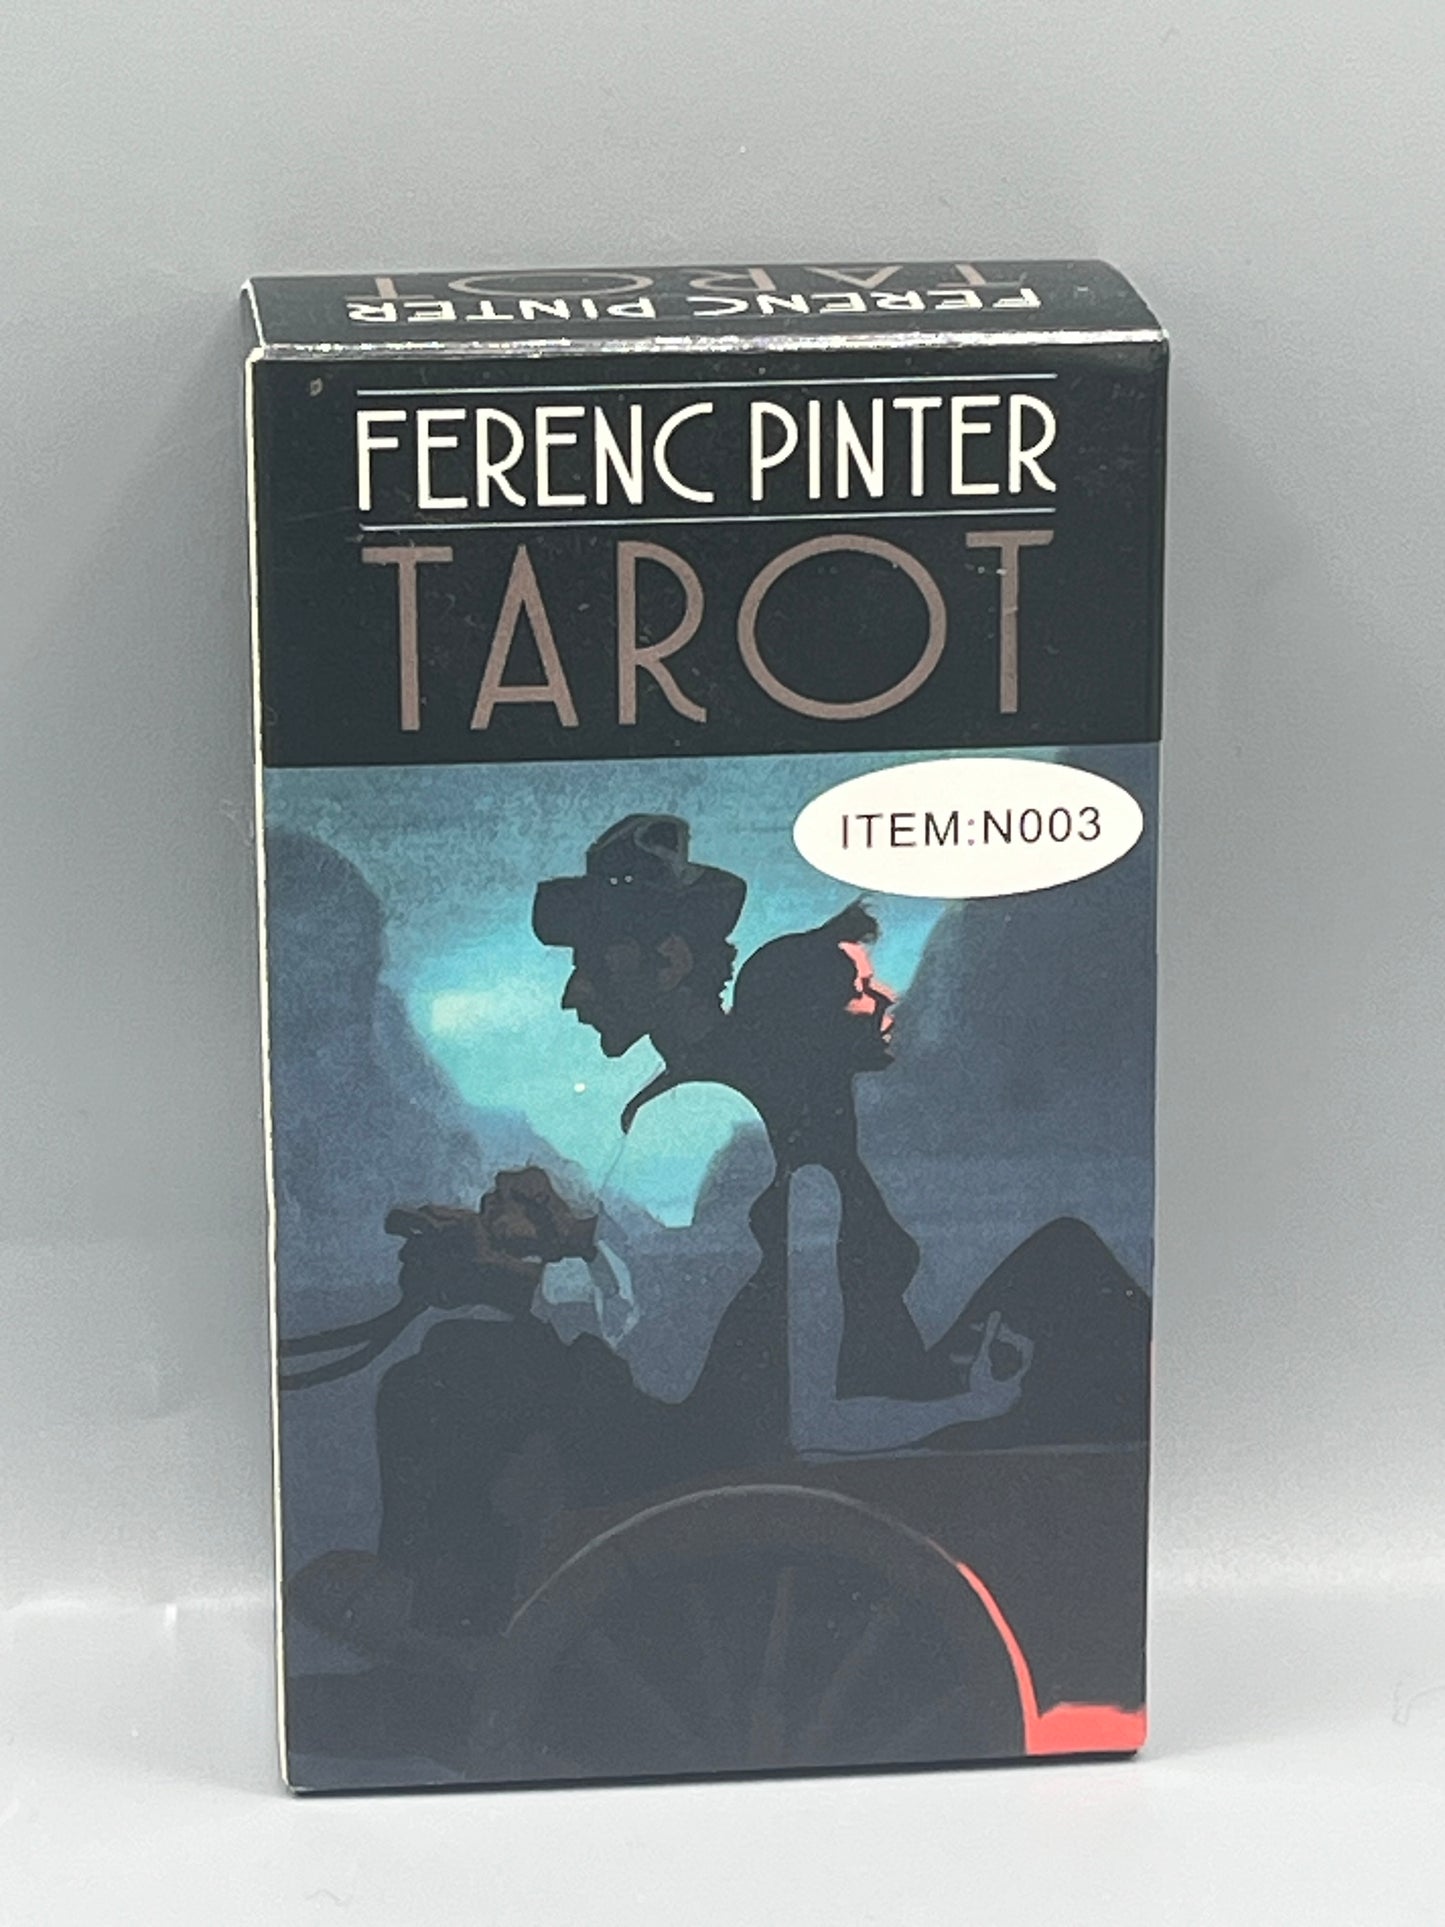 FERENC PINTER
TAROT
FERENC PINTER
TAROT
ITEM:N003